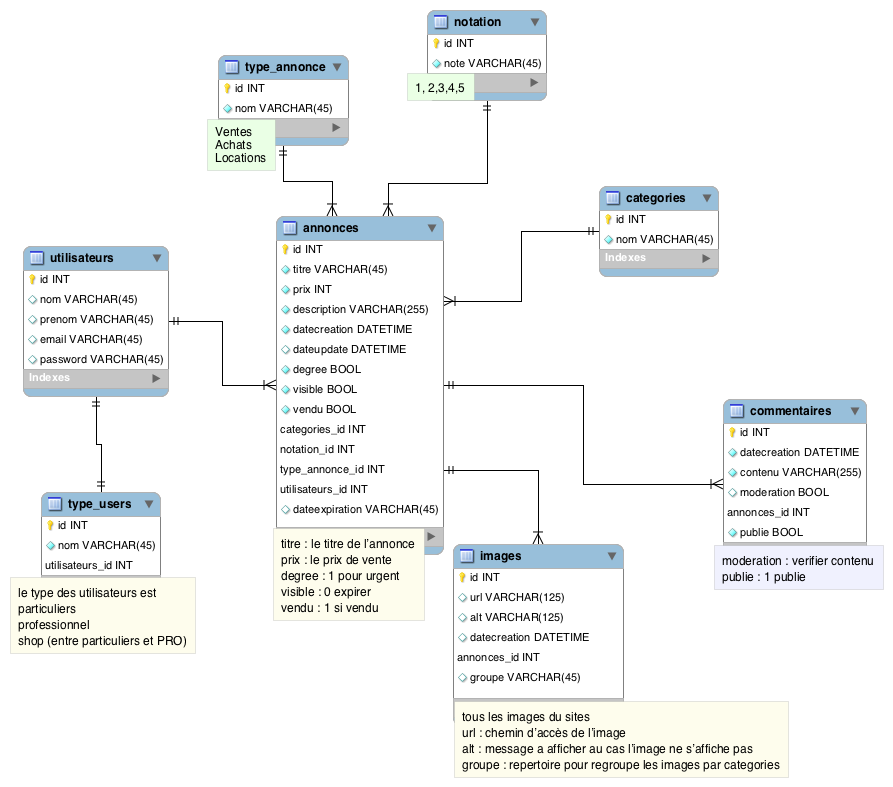 notation
id INT
note VARCHAR(45)
1, 2,3,4,5
type_annonce
id INT
nom VARCHAR(45)
Ventes
Achats
Locations
categories
id INT
nom VARCHAR(45)
Indexes
annonces
id INT
titre VARCHAR(45)
prix INT
description VARCHAR(255)
datecreation DATETIME
dateupdate DATETIME
degree BOOL
visible BOOL
vendu BOOL
categories_id INT
notation_id INT
type_annonce_id INT
utilisateurs_id INT
dateexpiration VARCHAR(45)
titre : le titre de l'annonce
prix : le prix de vente
degree : 1 pour urgent
visible : 0 expirer
vendu : 1 si vendu
utilisateurs
id INT
nom VARCHAR(45)
prenom VARCHAR(45)
email VARCHAR(45)
password VARCHAR(45)
Indexes
commentaires
id INT
datecreation DATETIME
contenu VARCHAR(255)
moderation BOOL
annonces_id INT
publie BOOL
moderation : verifier contenu
publie : 1 publie
type_users
id INT
nom VARCHAR(45)
utilisateurs_id INT
le type des utilisateurs est
particuliers
professionnel
shop (entre particuliers et PRO)
images
id INT
url VARCHAR(125)
alt VARCHAR(125)
datecreation DATETIME
annonces_id INT
groupe VARCHAR(45)
tous les images du sites
url : chemin d'accès de l'image
alt : message a afficher au cas l'image ne s'affiche pas
groupe : repertoire pour regroupe les images par categories